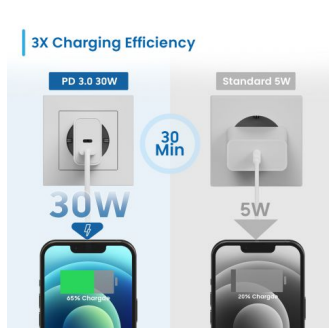 3X Charging Efficiency
PD 3.0 30W
Standard 5W
30
Min
30W
5W
65% Charged
20% Charged